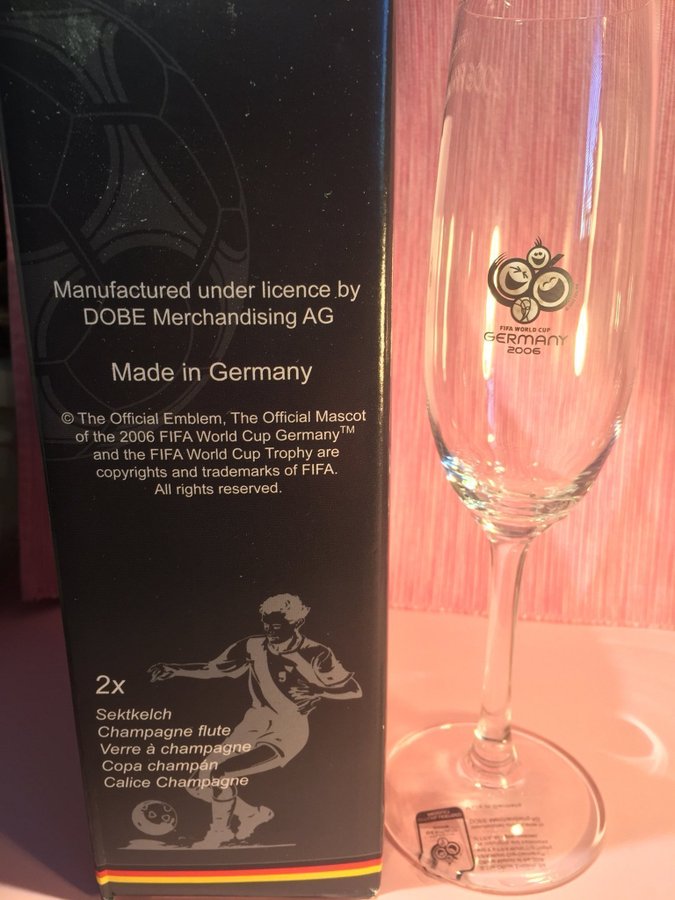 Manufactured under licence by
DOBE Merchandising AG
Made in Germany
© The Official Emblem, The Official Mascot
of the 2006 FIFA World Cup Germany™
and the FIFA World Cup Trophy are
copyrights and trademarks of FIFA.
All rights reserved.
2x
Sektkelch
Champagne flute
Verre à champagne
Copa champán
Calice Champagne
FIFA WORLD CUP
GERMANY
2006